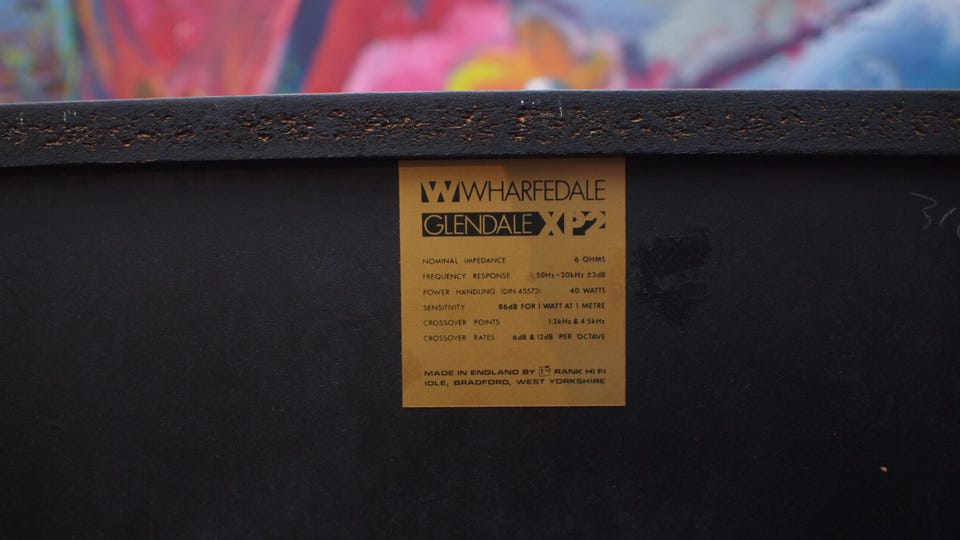 WHARFEDALE
GLENDALE XP2
NOMINAL IMPEDANCE 6 OHMS
FREQUENCY RESPONSE 50Hz-20kHz ±3dB
POWER HANDLING (DIN 45573) 40 WATTS
SENSITIVITY 86dB FOR 1 WATT AT 1 METRE
CROSSOVER POINTS 1·3kHz & 4·5kHz
CROSSOVER RATES 6dB & 12dB PER OCTAVE
MADE IN ENGLAND BY RANK HI FI
IDLE, BRADFORD, WEST YORKSHIRE